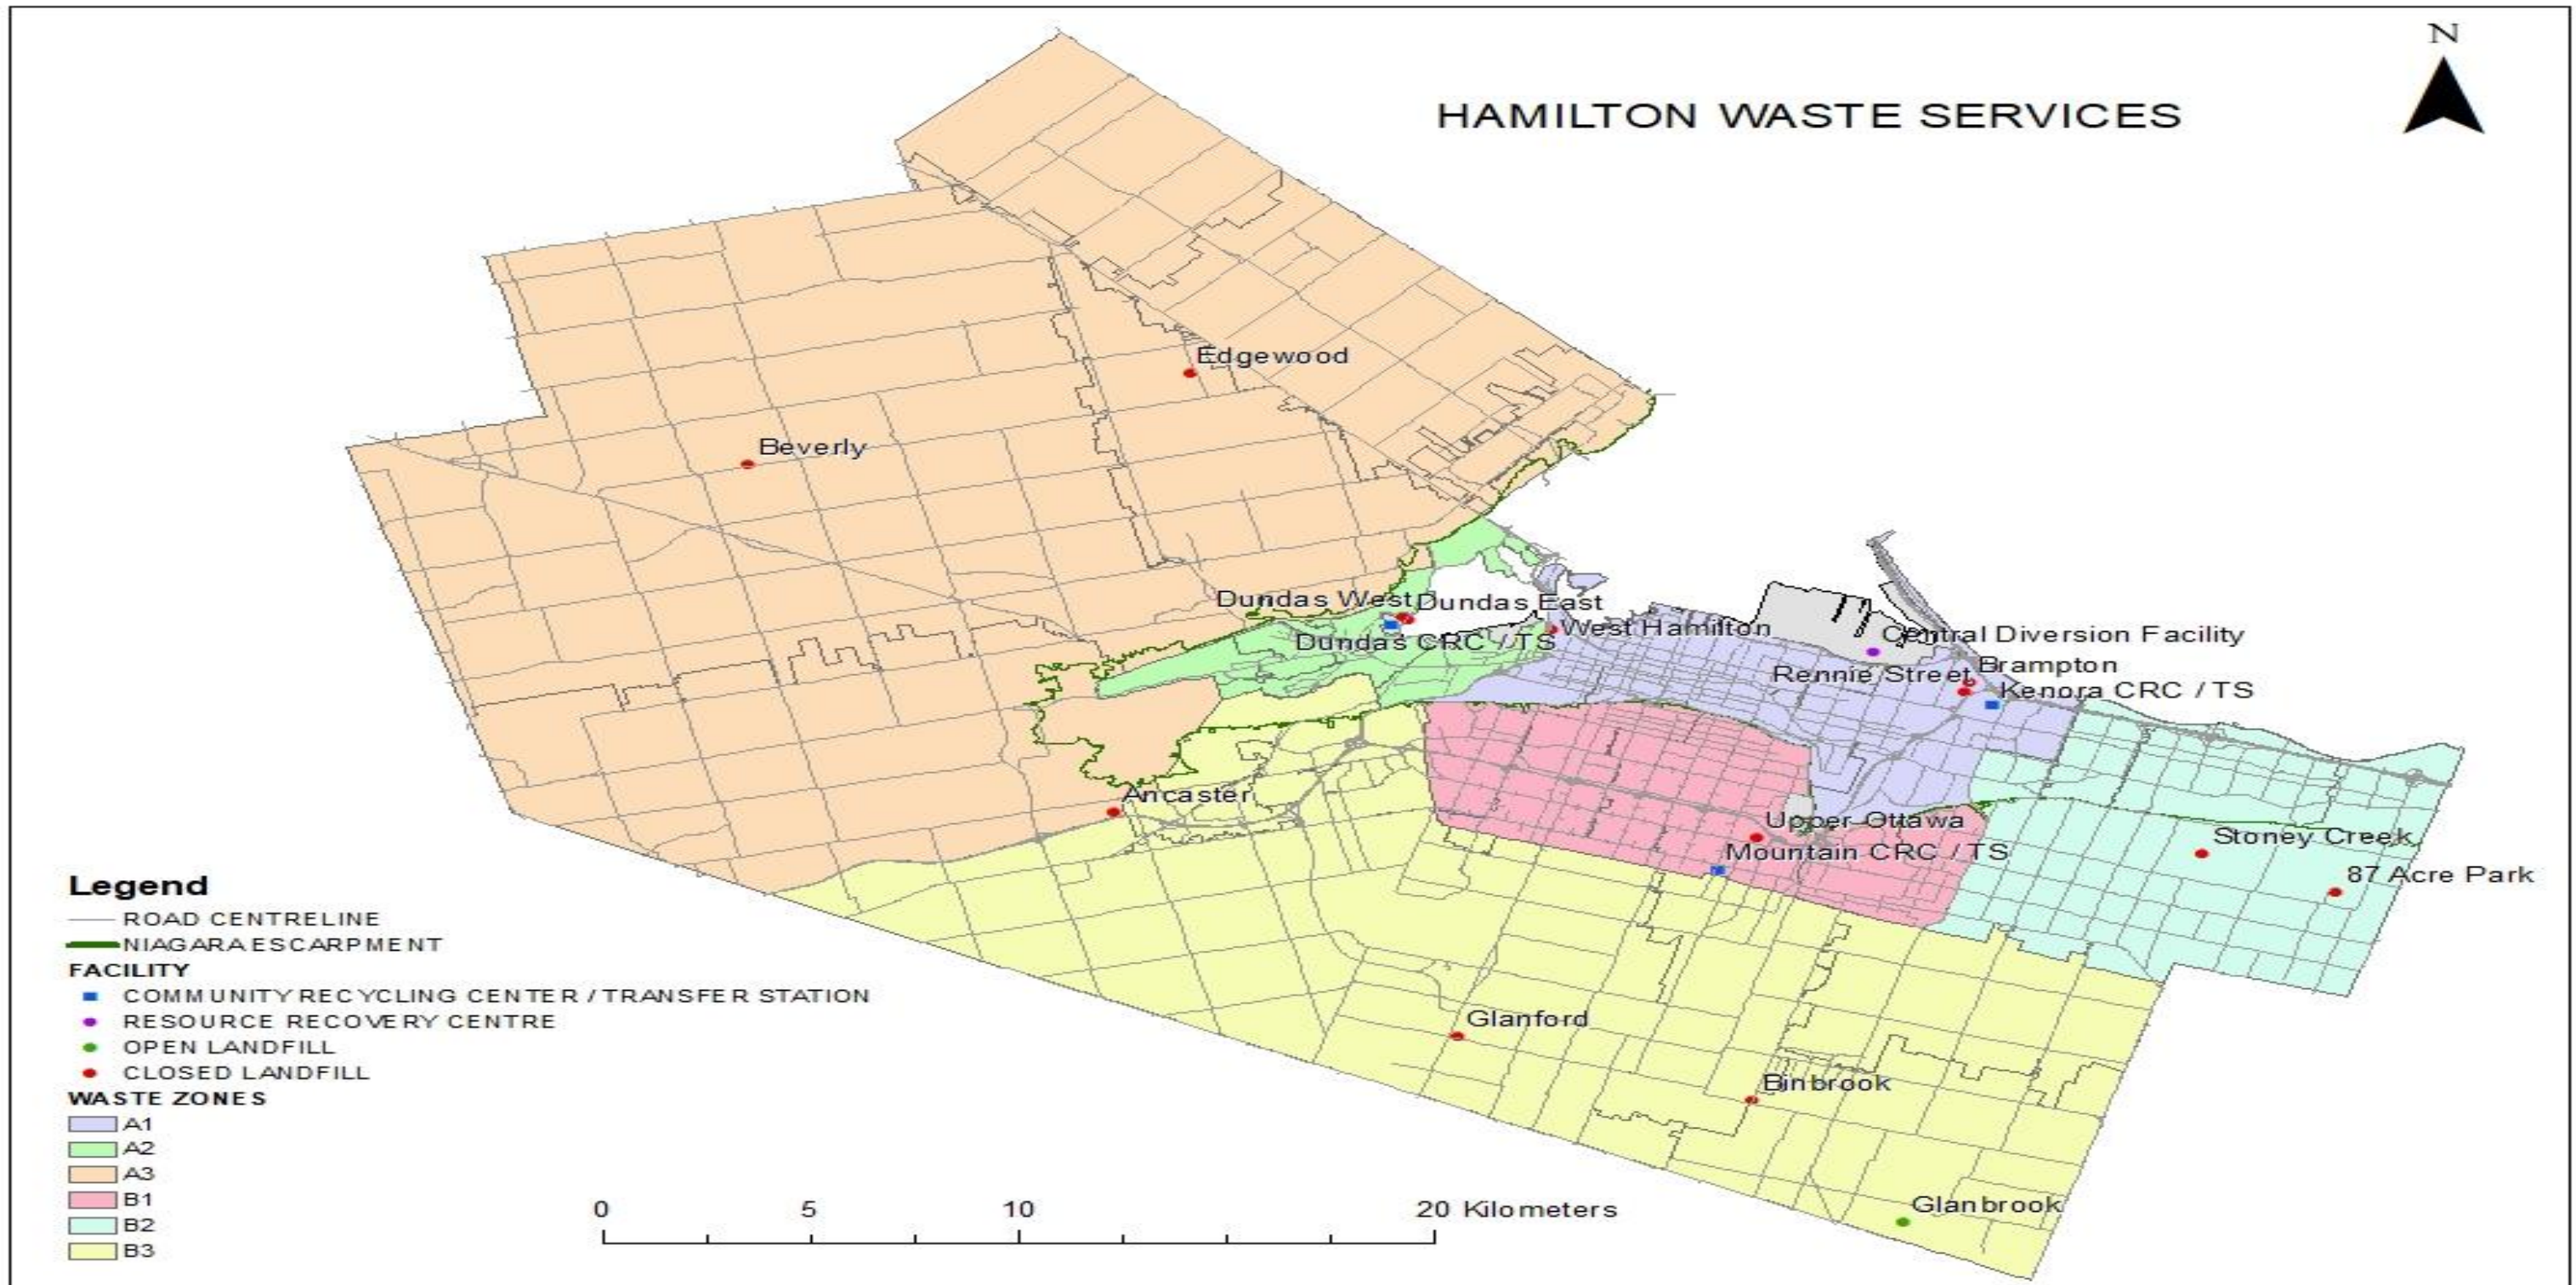 N
HAMILTON WASTE SERVICES
Edgewood
Beverly
Dundas West
Dundas East
Dundas CRC / TS
West Hamilton
Central Diversion Facility
Brampton
Rennie Street
Kenora CRC / TS
Ancaster
Upper Ottawa
Mountain CRC / TS
Stoney Creek
87 Acre Park
Glanford
Binbrook
Glanbrook
Legend
ROAD CENTRELINE
NIAGARA ESCARPMENT
FACILITY
COMMUNITY RECYCLING CENTER / TRANSFER STATION
RESOURCE RECOVERY CENTRE
OPEN LANDFILL
CLOSED LANDFILL
WASTE ZONES
A1
A2
A3
B1
B2
B3
0 5 10 20 Kilometers